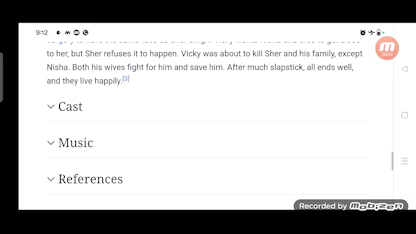 9:12
to her, but Sher refuses it to happen. Vicky was about to kill Sher and his family, except
Nisha. Both his wives fight for him and save him. After much slapstick, all ends well,
and they live happily.[3]
Cast
Music
References
Recorded by Mobizen